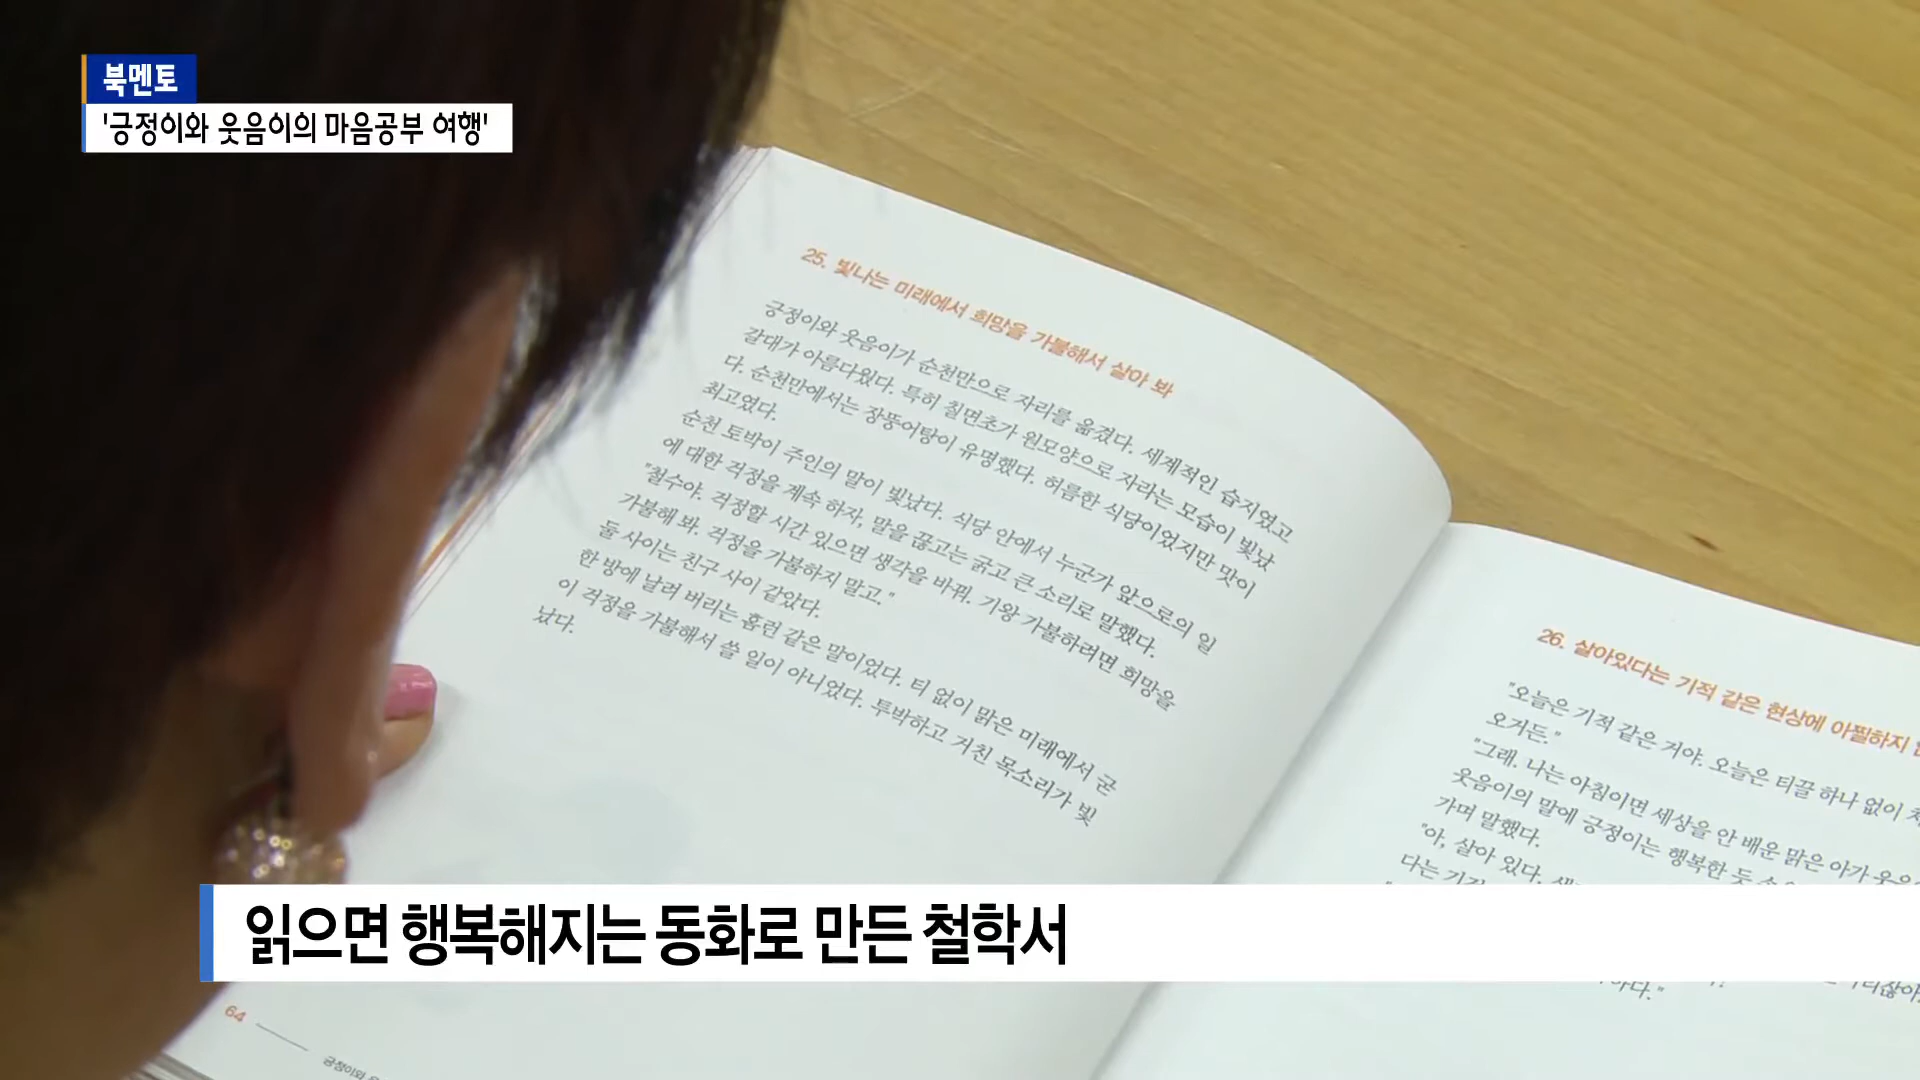 북멘토
'긍정이와 웃음이의 마음공부 여행'
25. 빛나는 미래에서 희망을 가불해서 살아 봐
긍정이와 웃음이가 순천만으로 자리를 옮겼다. 세계적인 습지였고
갈대가 아름다웠다. 특히 칠면초가 원모양으로 자라는 모습이 빛났
다. 순천만에서는 장뚱어탕이 유명했다. 허름한 식당이었지만 맛이
최고였다.
순천 토박이 주인의 말이 빛났다. 식당 안에서 누군가 앞으로의 일
에 대한 걱정을 계속 하자, 말을 끊고는 굵고 큰 소리로 말했다.
"철수야. 걱정할 시간 있으면 생각을 바꿔. 기왕 가불하려면 희망을
가불해 봐. 걱정을 가불하지 말고."
둘 사이는 친구 사이 같았다.
한 방에 날려 버리는 홈런 같은 말이었다. 티 없이 맑은 미래에서 굳
이 걱정을 가불해서 쓸 일이 아니었다. 투박하고 거친 목소리가 빛
났다.
64
긍정이와
26. 살아있다는 기적 같은 현상에 아찔하지
"오늘은 기적 같은 거야. 오늘은 티끌 하나 없이
오거든."
"그래. 나는 아침이면 세상을 안 배운 맑은 아가
웃음이의 말에 긍정이는 행복한 듯
가며 말했다.
"아, 살아 있다.
다는
읽으면 행복해지는 동화로 만든 철학서